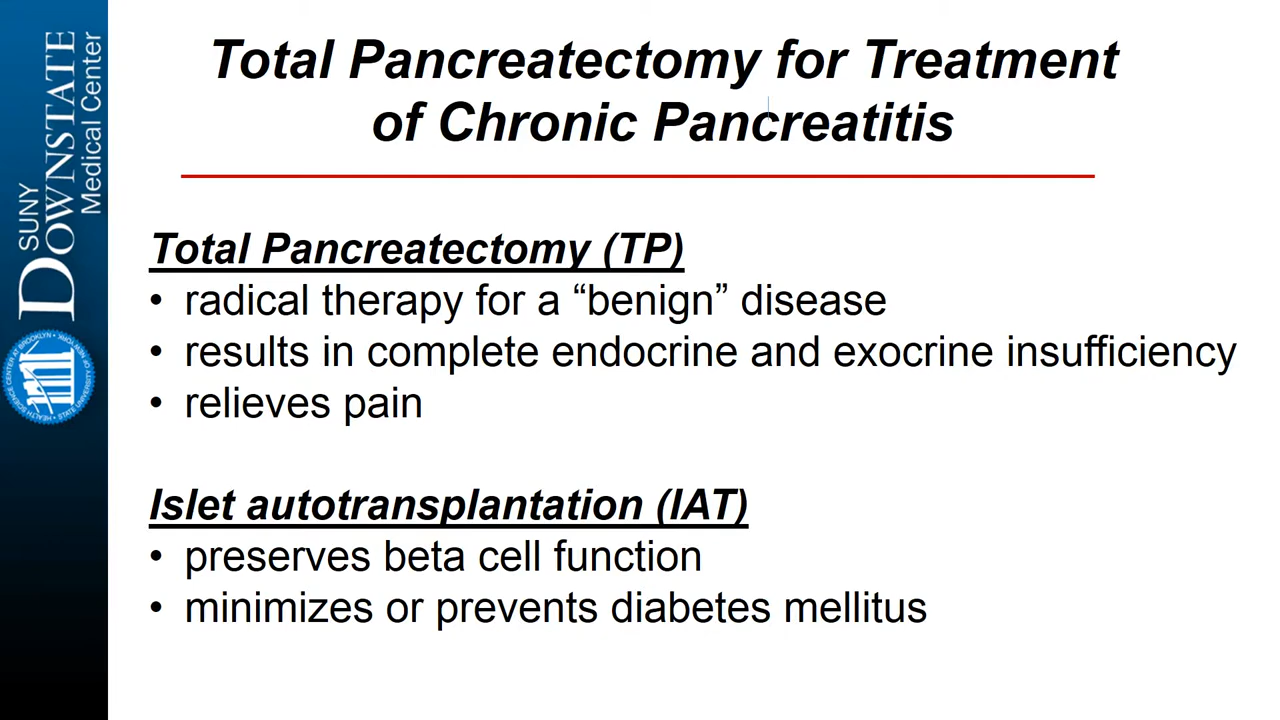 SUNY
DOWNSTATE
Medical Center
Total Pancreatectomy for Treatment
of Chronic Pancreatitis
Total Pancreatectomy (TP)
• radical therapy for a “benign” disease
• results in complete endocrine and exocrine insufficiency
• relieves pain
Islet autotransplantation (IAT)
• preserves beta cell function
• minimizes or prevents diabetes mellitus